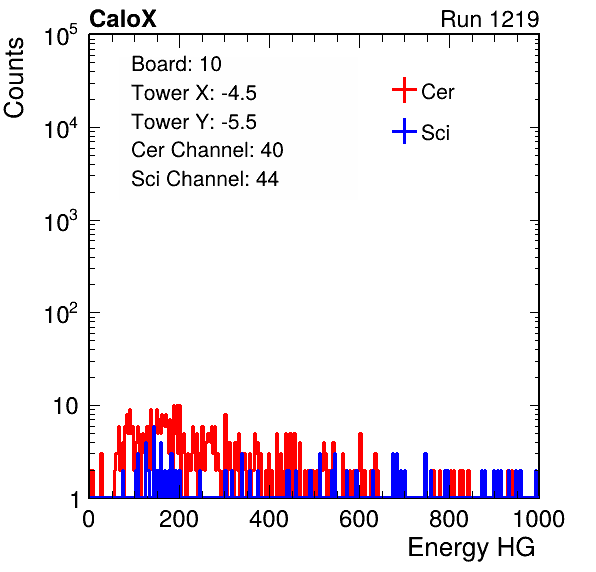 CaloX Run 1219
Board: 10
Tower X: -4.5
Tower Y: -5.5
Cer Channel: 40
Sci Channel: 44
Cer
Sci
Counts
10^5
10^4
10^3
10^2
10
1
0 200 400 600 800 1000
Energy HG